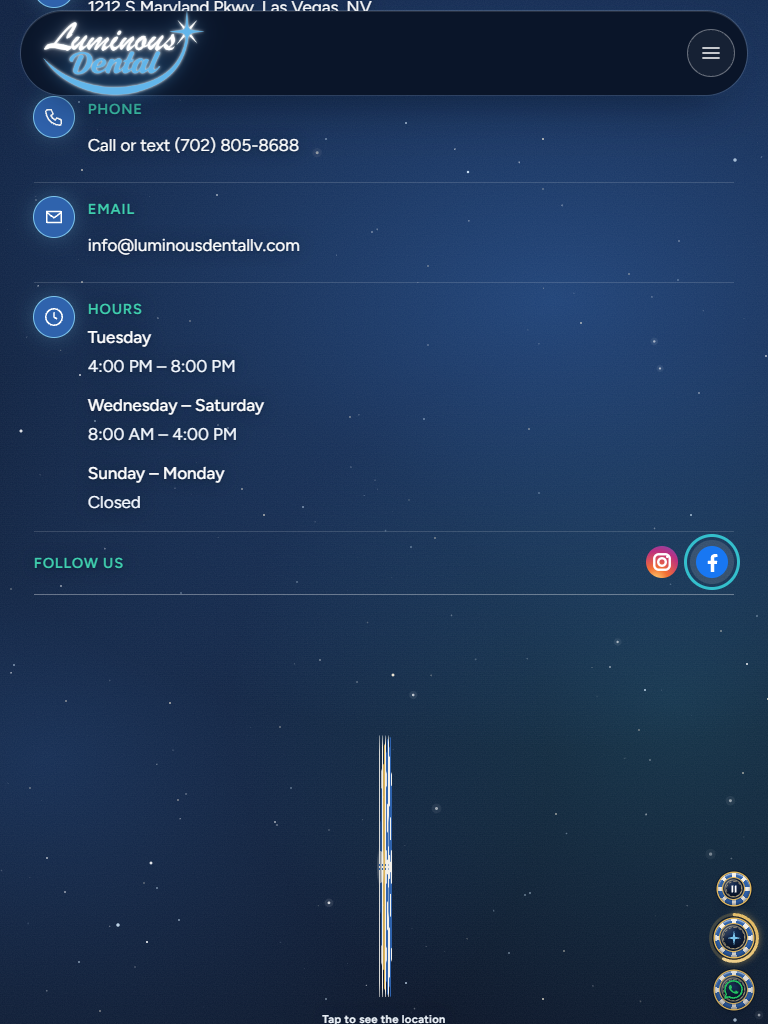 1212 S Maryland Pkwy, Las Vegas, NV
Luminous
Dental
PHONE
Call or text (702) 805-8688
EMAIL
info@luminousdentallv.com
HOURS
Tuesday
4:00 PM – 8:00 PM
Wednesday – Saturday
8:00 AM – 4:00 PM
Sunday – Monday
Closed
FOLLOW US
Tap to see the location